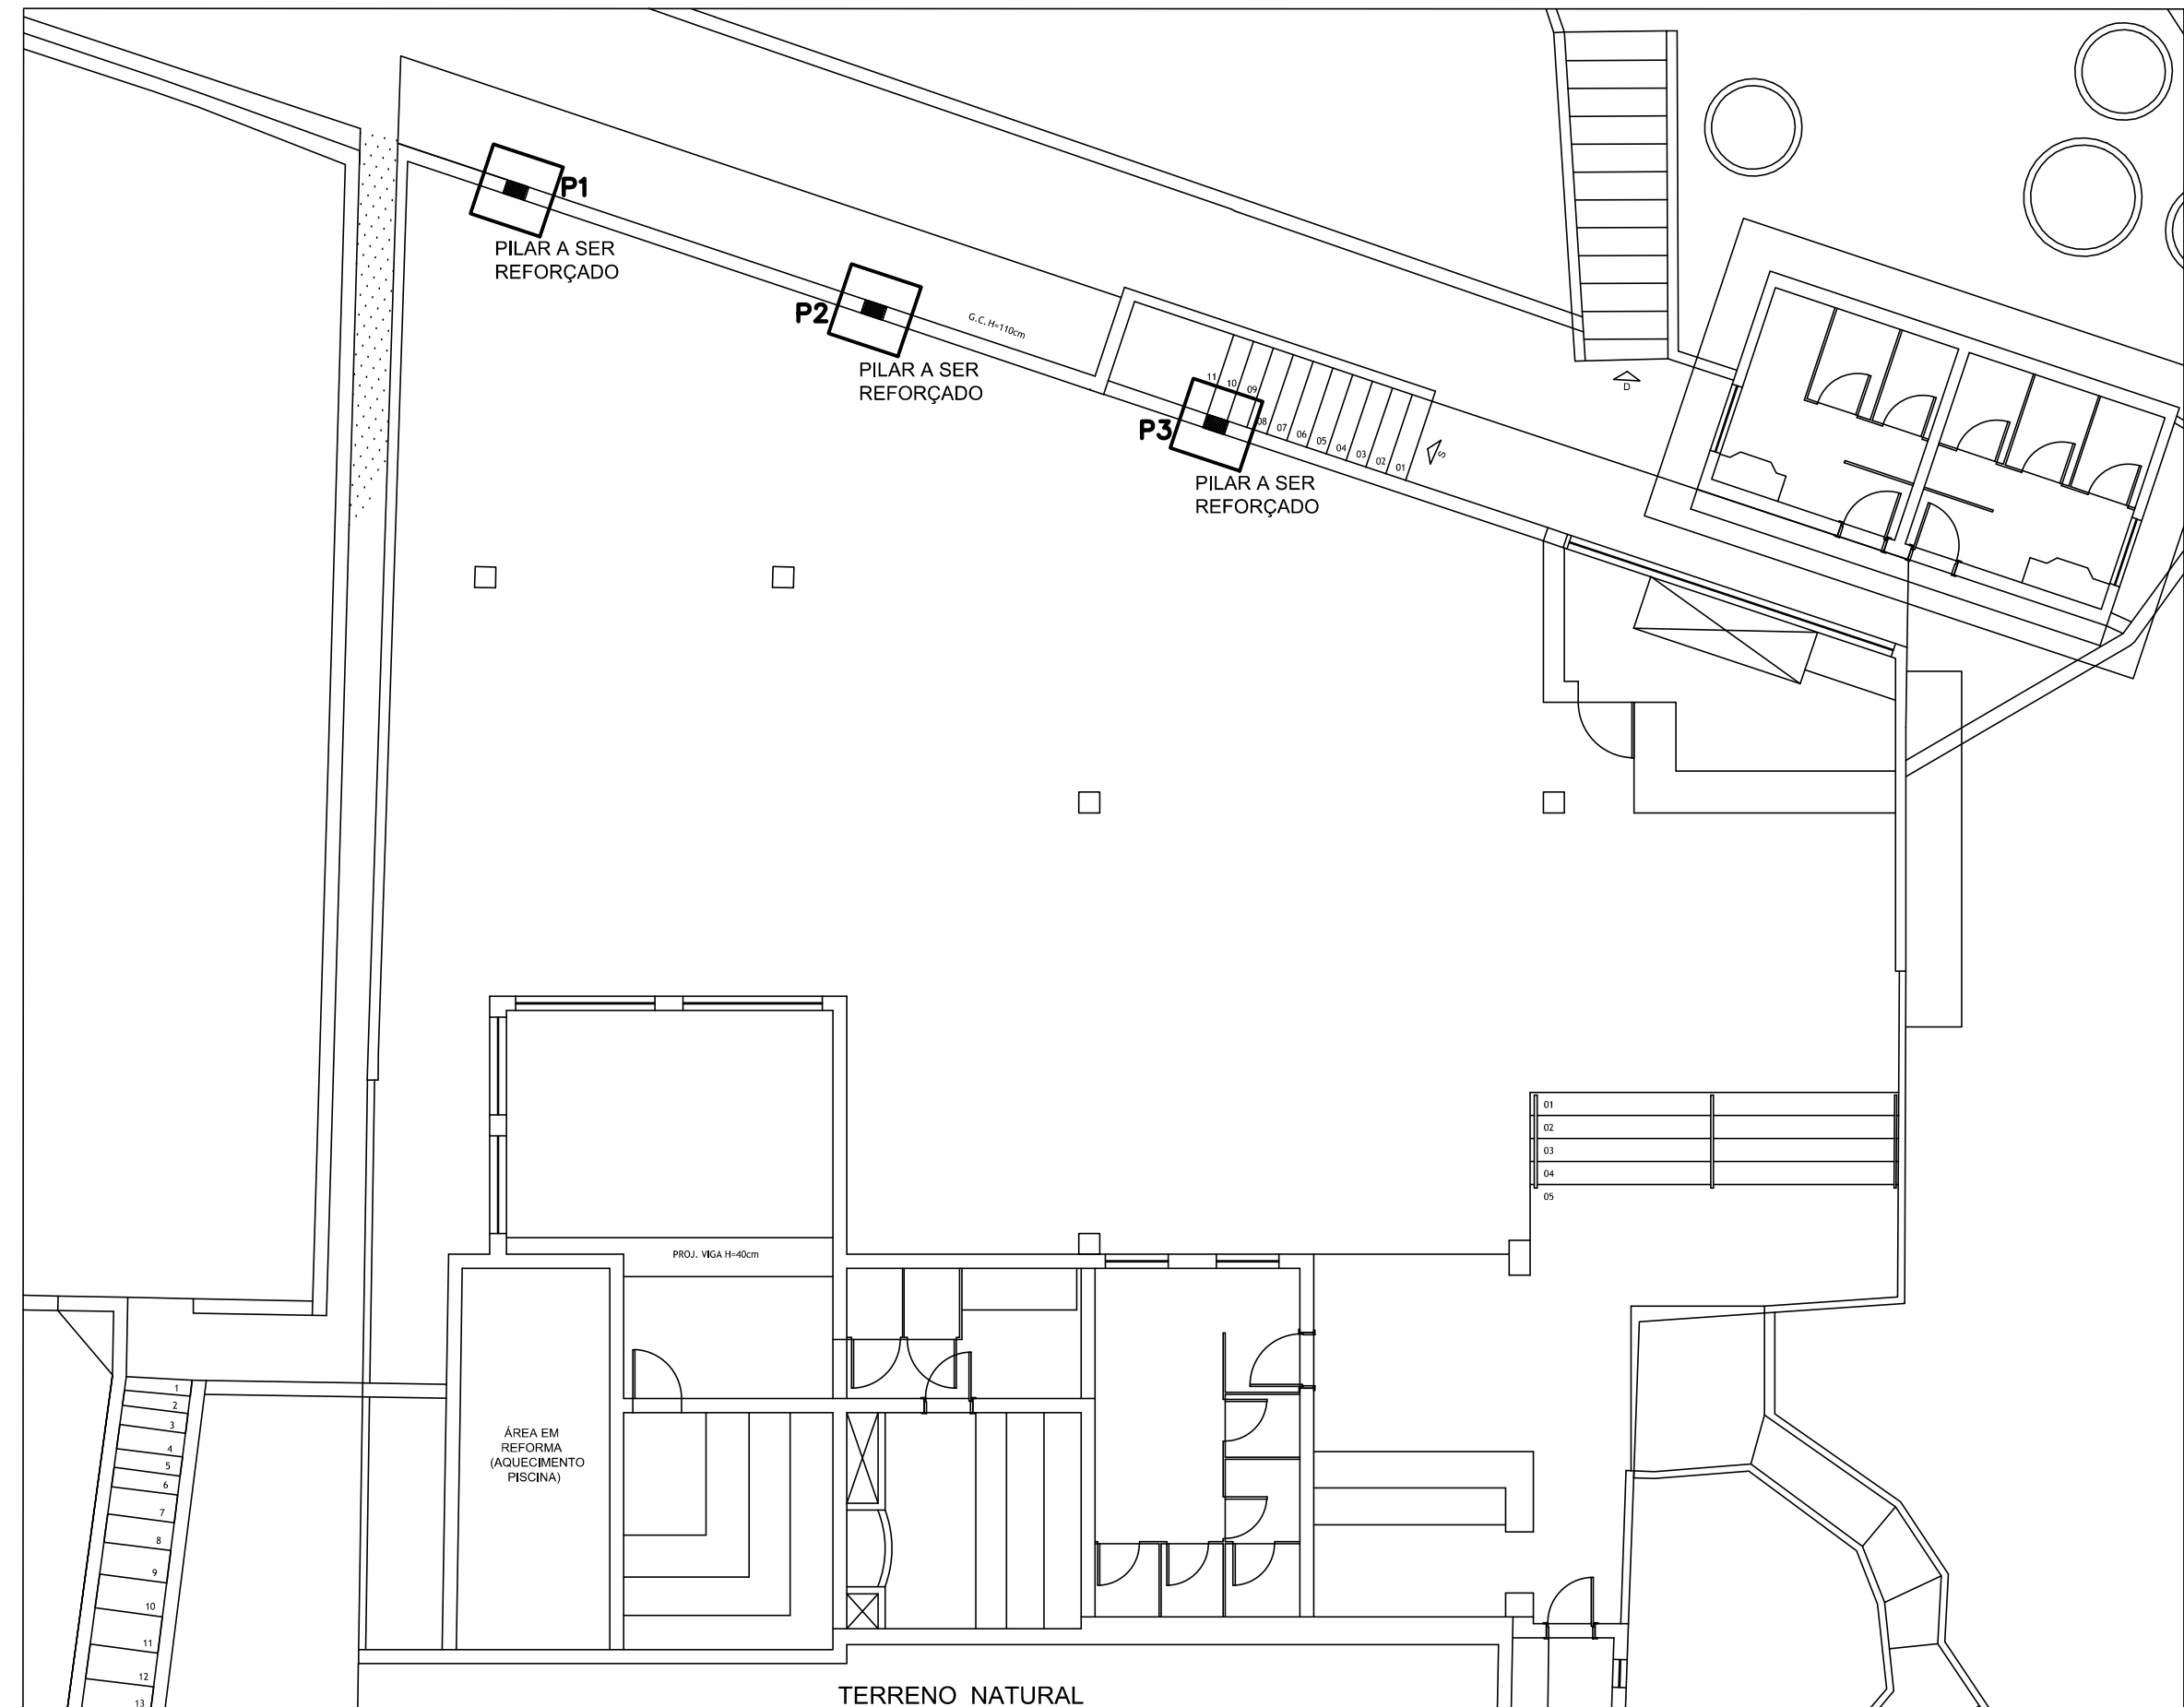 P1
PILAR A SER
REFORÇADO
P2
PILAR A SER
REFORÇADO
G.C. H=110cm
P3
PILAR A SER
REFORÇADO
11
10
09
08
07
06
05
04
03
02
01
S
D
01
02
03
04
05
PROJ. VIGA H=40cm
ÁREA EM
REFORMA
(AQUECIMENTO
PISCINA)
1
2
3
4
5
6
7
8
9
10
11
12
13
TERRENO NATURAL